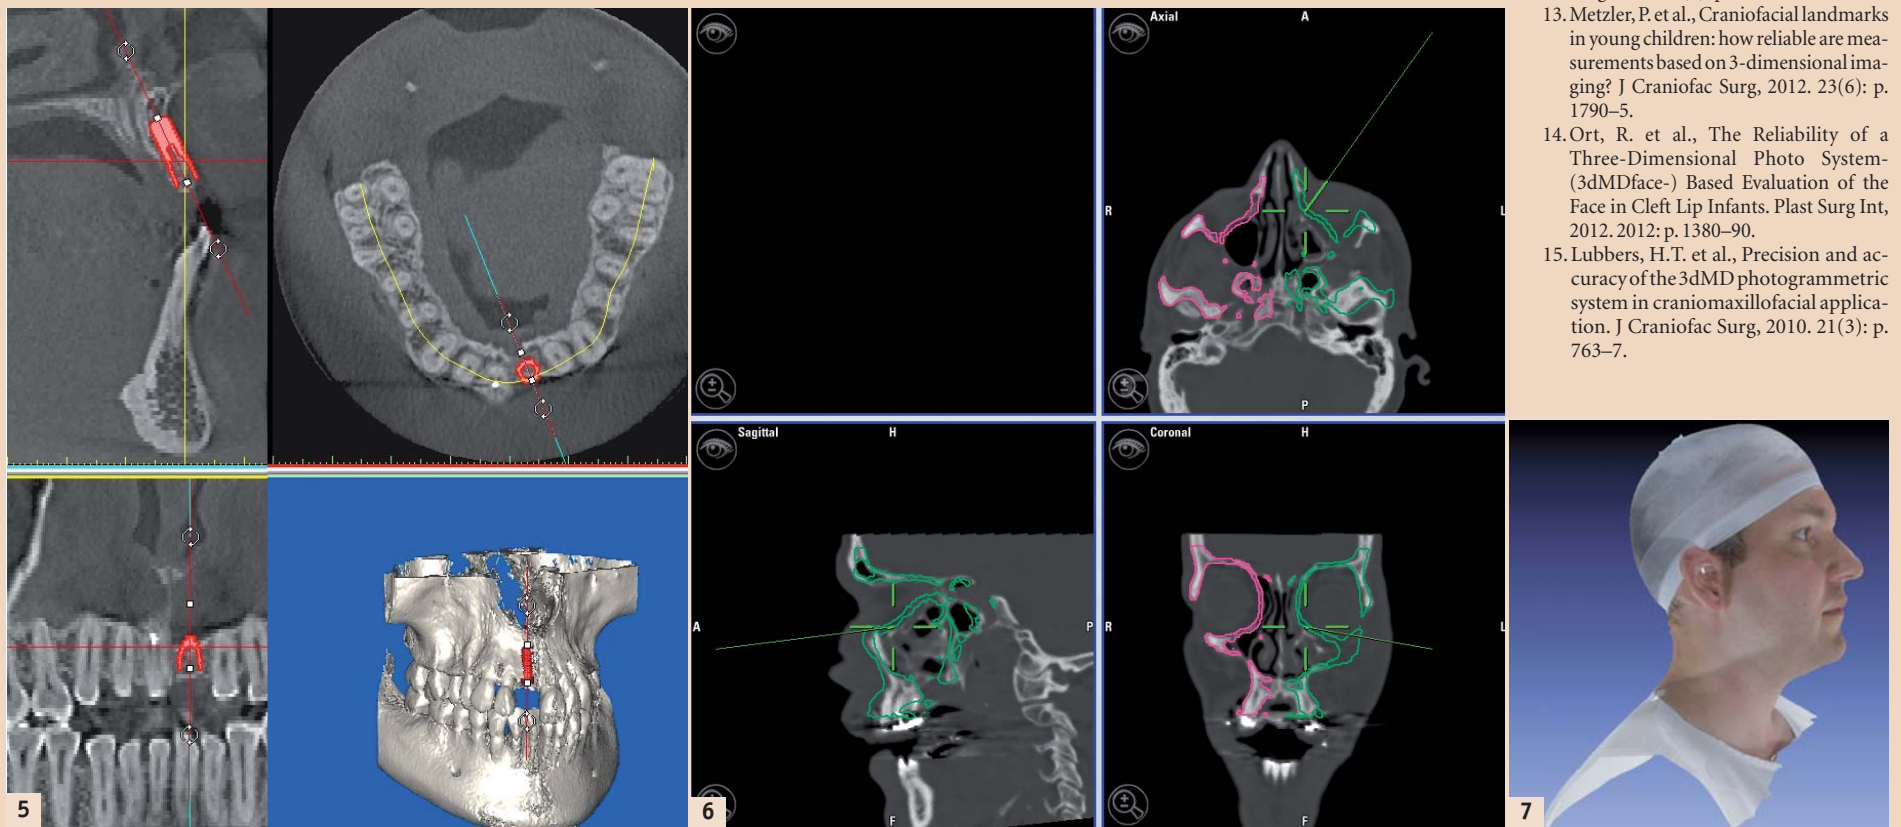 13. Metzler, P. et al., Craniofacial landmarks
in young children: how reliable are mea-
surements based on 3-dimensional ima-
ging? J Craniofac Surg, 2012. 23(6): p.
1790–5.
14. Ort, R. et al., The Reliability of a
Three-Dimensional Photo System-
(3dMDface-) Based Evaluation of the
Face in Cleft Lip Infants. Plast Surg Int,
2012. 2012: p. 1380–90.
15. Lubbers, H.T. et al., Precision and ac-
curacy of the 3dMD photogrammetric
system in craniomaxillofacial applica-
tion. J Craniofac Surg, 2010. 21(3): p.
763–7.
Axial
A
R
L
P
Sagittal
H
A
P
F
Coronal
H
R
L
F
5
6
7